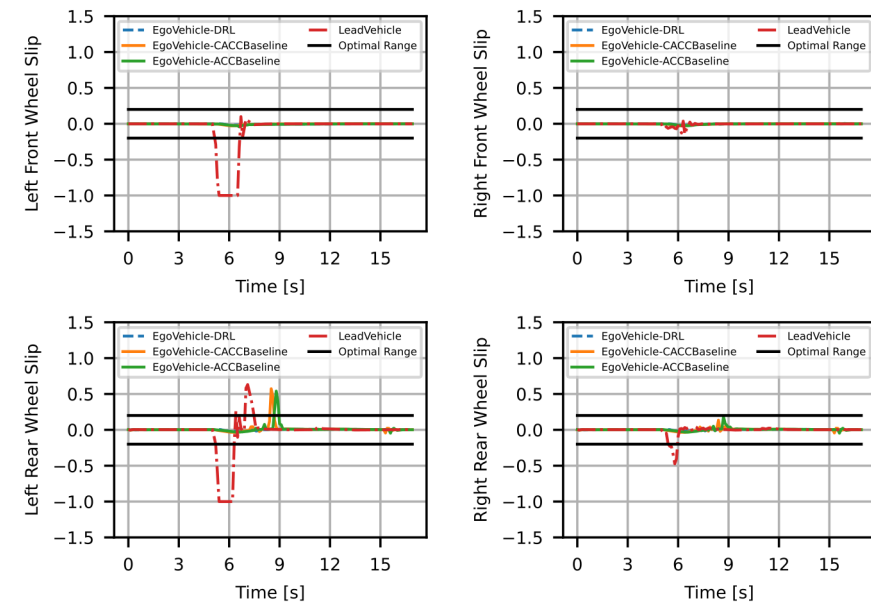 Left Front Wheel Slip
1.5
1.0
0.5
0.0
−0.5
−1.0
−1.5
EgoVehicle-DRL
EgoVehicle-CACCBaseline
EgoVehicle-ACCBaseline
LeadVehicle
Optimal Range
0 3 6 9 12 15
Time [s]
Right Front Wheel Slip
1.5
1.0
0.5
0.0
−0.5
−1.0
−1.5
EgoVehicle-DRL
EgoVehicle-CACCBaseline
EgoVehicle-ACCBaseline
LeadVehicle
Optimal Range
0 3 6 9 12 15
Time [s]
Left Rear Wheel Slip
1.5
1.0
0.5
0.0
−0.5
−1.0
−1.5
EgoVehicle-DRL
EgoVehicle-CACCBaseline
EgoVehicle-ACCBaseline
LeadVehicle
Optimal Range
0 3 6 9 12 15
Time [s]
Right Rear Wheel Slip
1.5
1.0
0.5
0.0
−0.5
−1.0
−1.5
EgoVehicle-DRL
EgoVehicle-CACCBaseline
EgoVehicle-ACCBaseline
LeadVehicle
Optimal Range
0 3 6 9 12 15
Time [s]